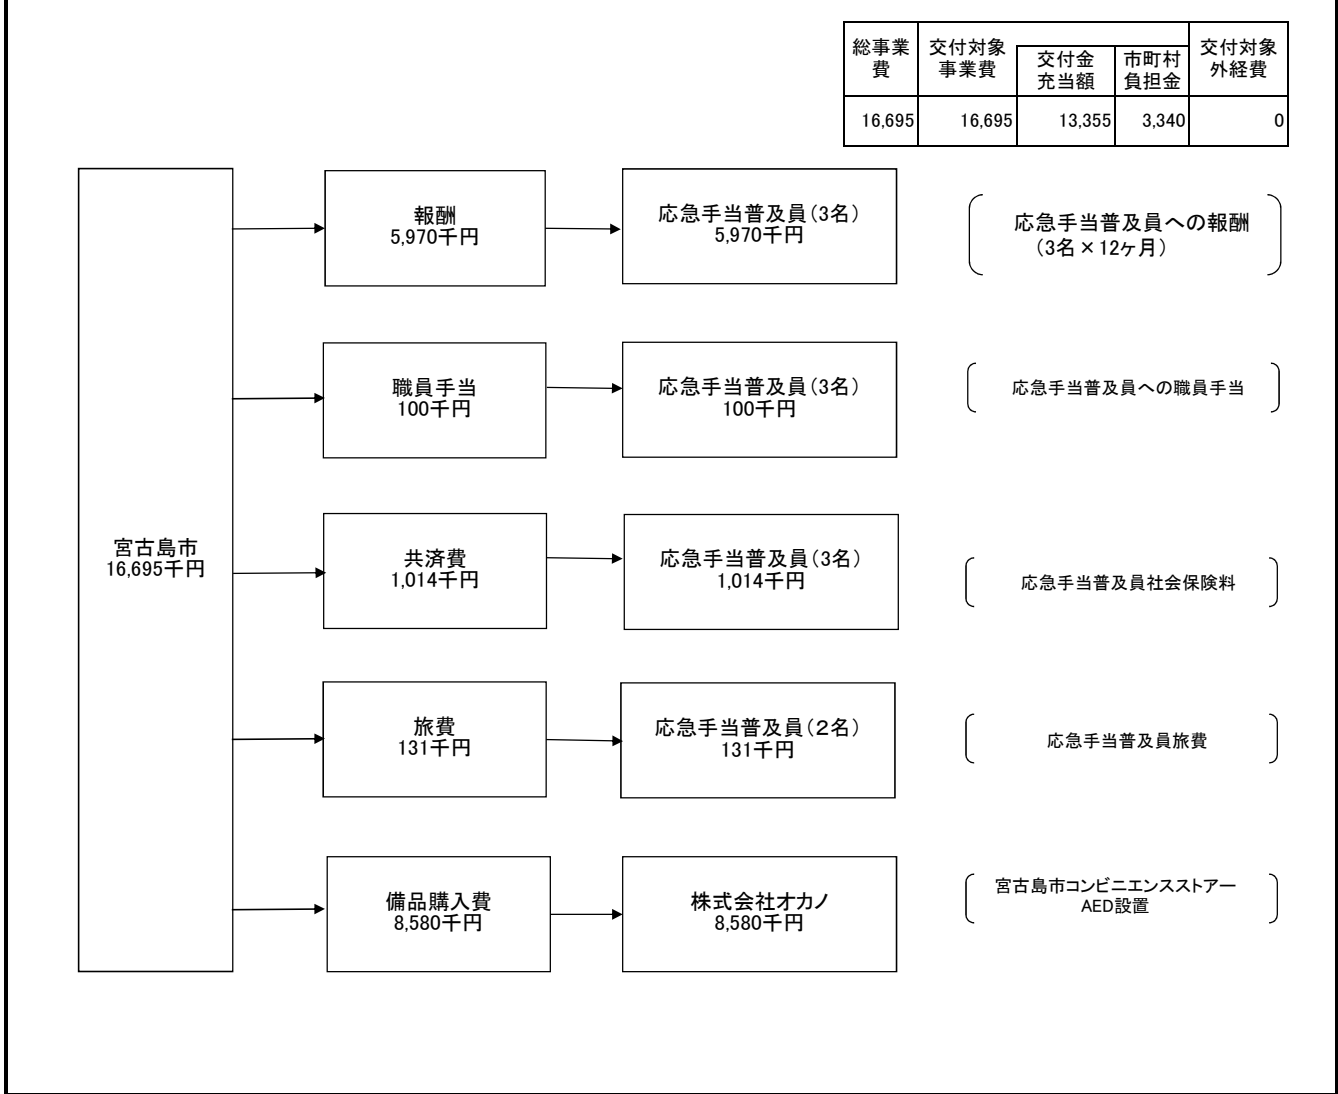 総事業
費
交付対象
事業費
交付金
充当額
市町村
負担金
交付対象
外経費
16,695
16,695
13,355
3,340
0
宮古島市
16,695千円
報酬
5,970千円
応急手当普及員(3名)
5,970千円
応急手当普及員への報酬
(3名×12ヶ月)
職員手当
100千円
応急手当普及員(3名)
100千円
応急手当普及員への職員手当
共済費
1,014千円
応急手当普及員(3名)
1,014千円
応急手当普及員社会保険料
旅費
131千円
応急手当普及員(２名)
131千円
応急手当普及員旅費
備品購入費
8,580千円
株式会社オカノ
8,580千円
宮古島市コンビニエンスストアー
AED設置